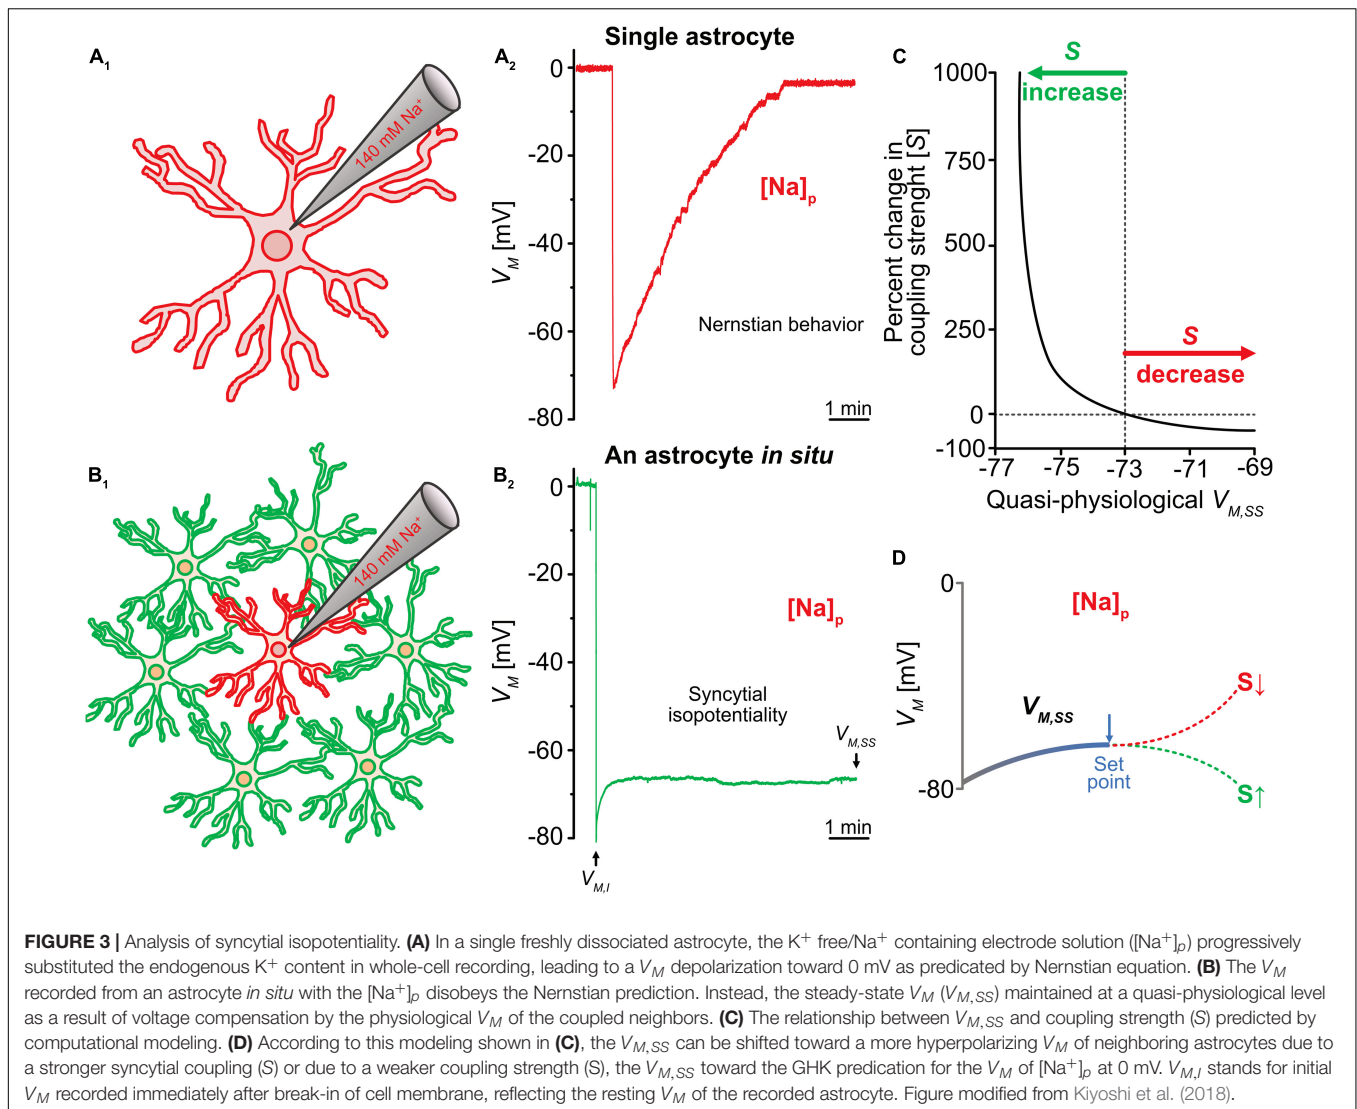 A1
140 mM Na+
Single astrocyte
A2
0
-20
-40
-60
-80
VM [mV]
[Na]p
Nernstian behavior
1 min
B1
140 mM Na+
An astrocyte in situ
B2
0
-20
-40
-60
-80
VM [mV]
[Na]p
Syncytial
isopotentiality
VM,SS
1 min
VM,I
C
S
increase
1000
750
500
250
0
-100
Percent change in
coupling strenght [S]
S
decrease
-77
-75
-73
-71
-69
Quasi-physiological VM,SS
D
0
-80
VM [mV]
[Na]p
VM,SS
Set
point
S↓
S↑
FIGURE 3 | Analysis of syncytial isopotentiality. (A) In a single freshly dissociated astrocyte, the K+ free/Na+ containing electrode solution ([Na+]p) progressively
substituted the endogenous K+ content in whole-cell recording, leading to a VM depolarization toward 0 mV as predicated by Nernstian equation. (B) The VM
recorded from an astrocyte in situ with the [Na+]p disobeys the Nernstian prediction. Instead, the steady-state VM (VM,SS) maintained at a quasi-physiological level
as a result of voltage compensation by the physiological VM of the coupled neighbors. (C) The relationship between VM,SS and coupling strength (S) predicted by
computational modeling. (D) According to this modeling shown in (C), the VM,SS can be shifted toward a more hyperpolarizing VM of neighboring astrocytes due to
a stronger syncytial coupling (S) or due to a weaker coupling strength (S), the VM,SS toward the GHK predication for the VM of [Na+]p at 0 mV. VM,I stands for initial
VM recorded immediately after break-in of cell membrane, reflecting the resting VM of the recorded astrocyte. Figure modified from Kiyoshi et al. (2018).